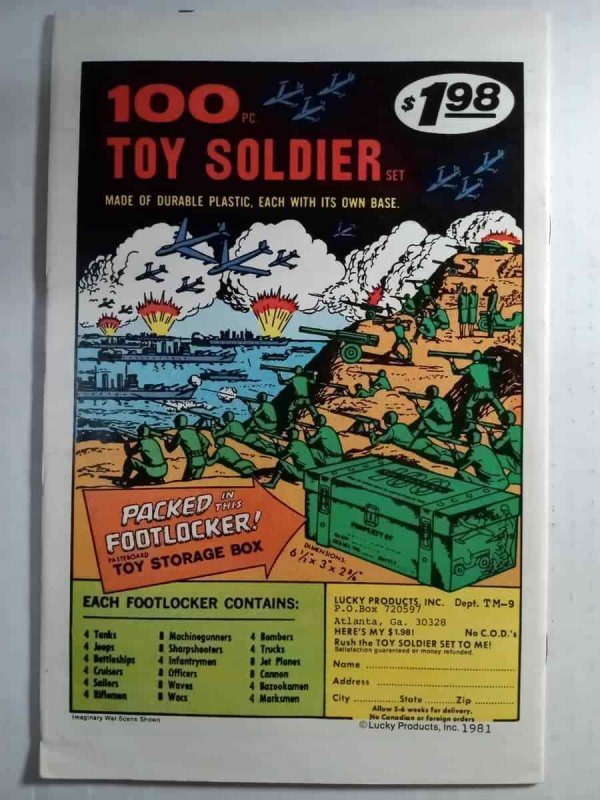 100 PC.
$1.98
TOY SOLDIER SET
MADE OF DURABLE PLASTIC, EACH WITH ITS OWN BASE.
PACKED IN THIS
FOOTLOCKER!
PASTEBOARD
TOY STORAGE BOX
DIMENSIONS:
PROPERTY OF
EACH FOOTLOCKER CONTAINS:
4 Tanks
4 Jeeps
4 Battleships
4 Cruisers
4 Sailors
4 Riflemen
8 Machinegunners
8 Sharpshooters
4 Infantrymen
8 Officers
8 Waves
8 Wacs
4 Bombers
4 Trucks
8 Jet Planes
8 Cannon
4 Bazookamen
4 Marksmen
LUCKY PRODUCTS, INC. Dept. TM-9
P.O.Box 720597
Atlanta, Ga. 30328
HERE'S MY $1.98! No C.O.D.'s
Rush the TOY SOLDIER SET TO ME!
Satisfaction guaranteed or money refunded.
Name
Address
City State Zip
Allow 5-6 weeks for delivery.
No Canadian or foreign orders
Imaginary War Scene Shown
©Lucky Products, Inc. 1981